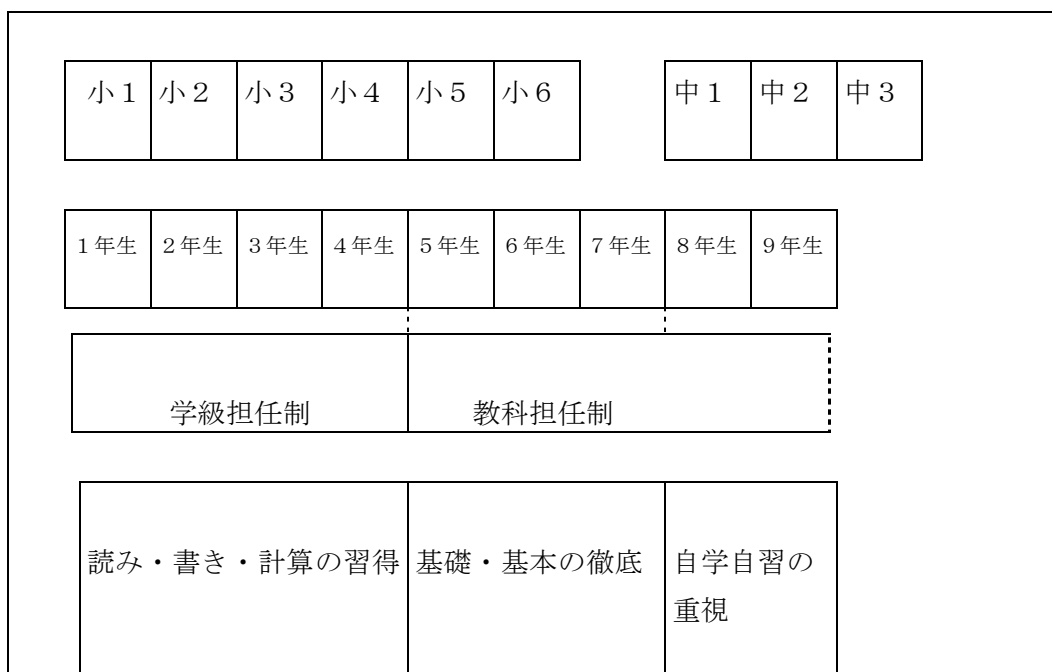 小1 小2 小3 小4 小5 小6 中1 中2 中3
1年生 2年生 3年生 4年生 5年生 6年生 7年生 8年生 9年生
学級担任制 教科担任制
読み・書き・計算の習得 基礎・基本の徹底 自学自習の
重視